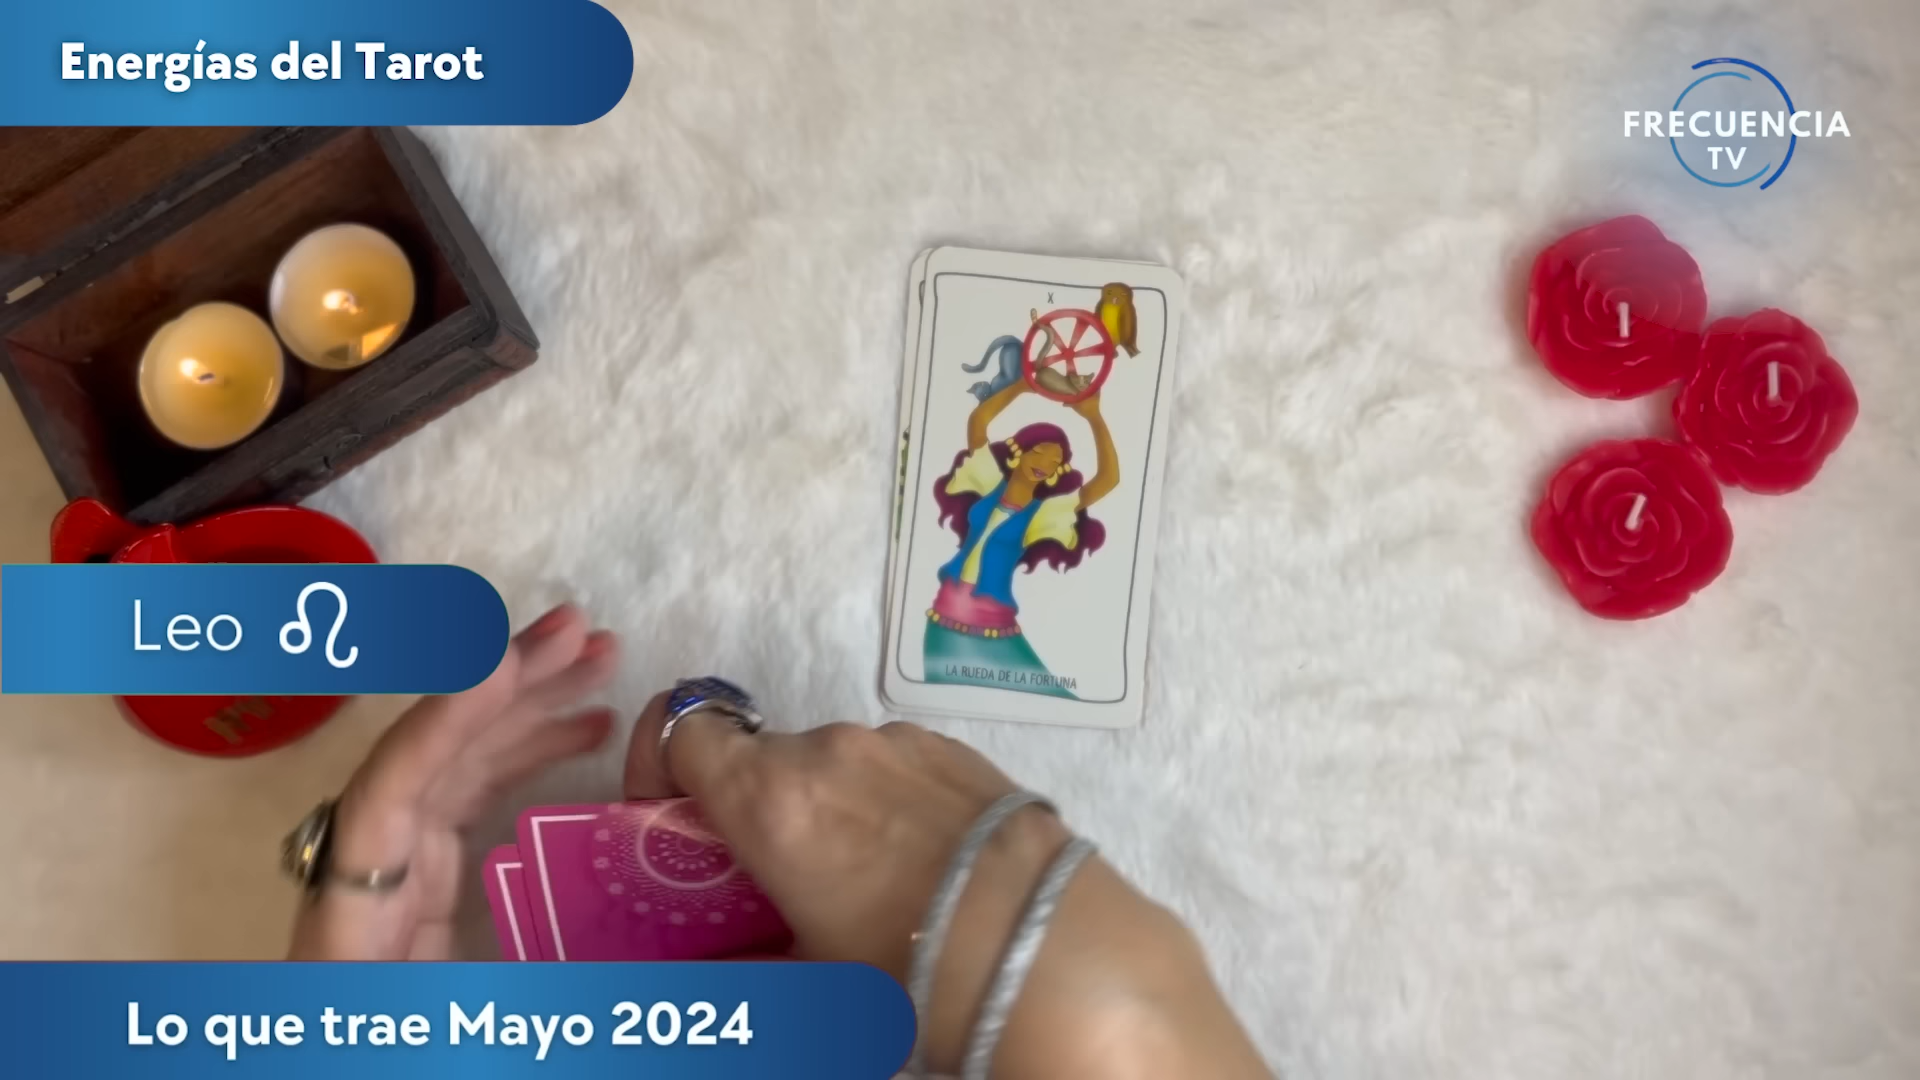 Energías del Tarot
FRECUENCIA
TV
X
LA RUEDA DE LA FORTUNA
Leo
Lo que trae Mayo 2024